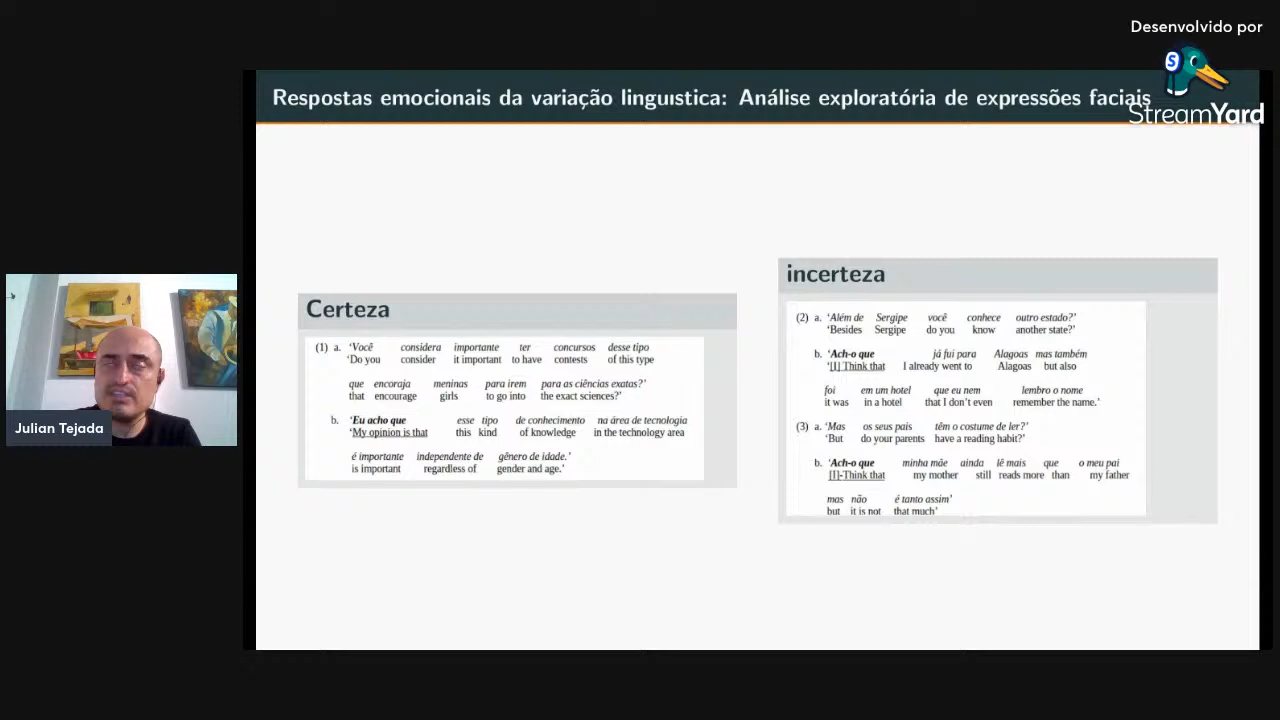 Desenvolvido por
StreamYard
Respostas emocionais da variação linguıstica: Análise exploratória de expressões faciais
Julian Tejada
Certeza
(1) a. ‘Você considera importante ter concursos desse tipo
‘Do you consider it important to have contests of this type
que encoraja meninas para irem para as ciências exatas?’
that encourage girls to go into the exact sciences?’
b. ‘Eu acho que esse tipo de conhecimento na área de tecnologia
‘My opinion is that this kind of knowledge in the technology area
é importante independente de gênero de idade.’
is important regardless of gender and age.’
incerteza
(2) a. ‘Além de Sergipe você conhece outro estado?’
‘Besides Sergipe do you know another state?’
b. ‘Ach-o que já fui para Alagoas mas também
‘[I] Think that I already went to Alagoas but also
foi em um hotel que eu nem lembro o nome
it was in a hotel that I don’t even remember the name.’
(3) a. ‘Mas os seus pais têm o costume de ler?’
‘But do your parents have a reading habit?’
b. ‘Ach-o que minha mãe ainda lê mais que o meu pai
[I]-Think that my mother still reads more than my father
mas não é tanto assim’
but it is not that much’